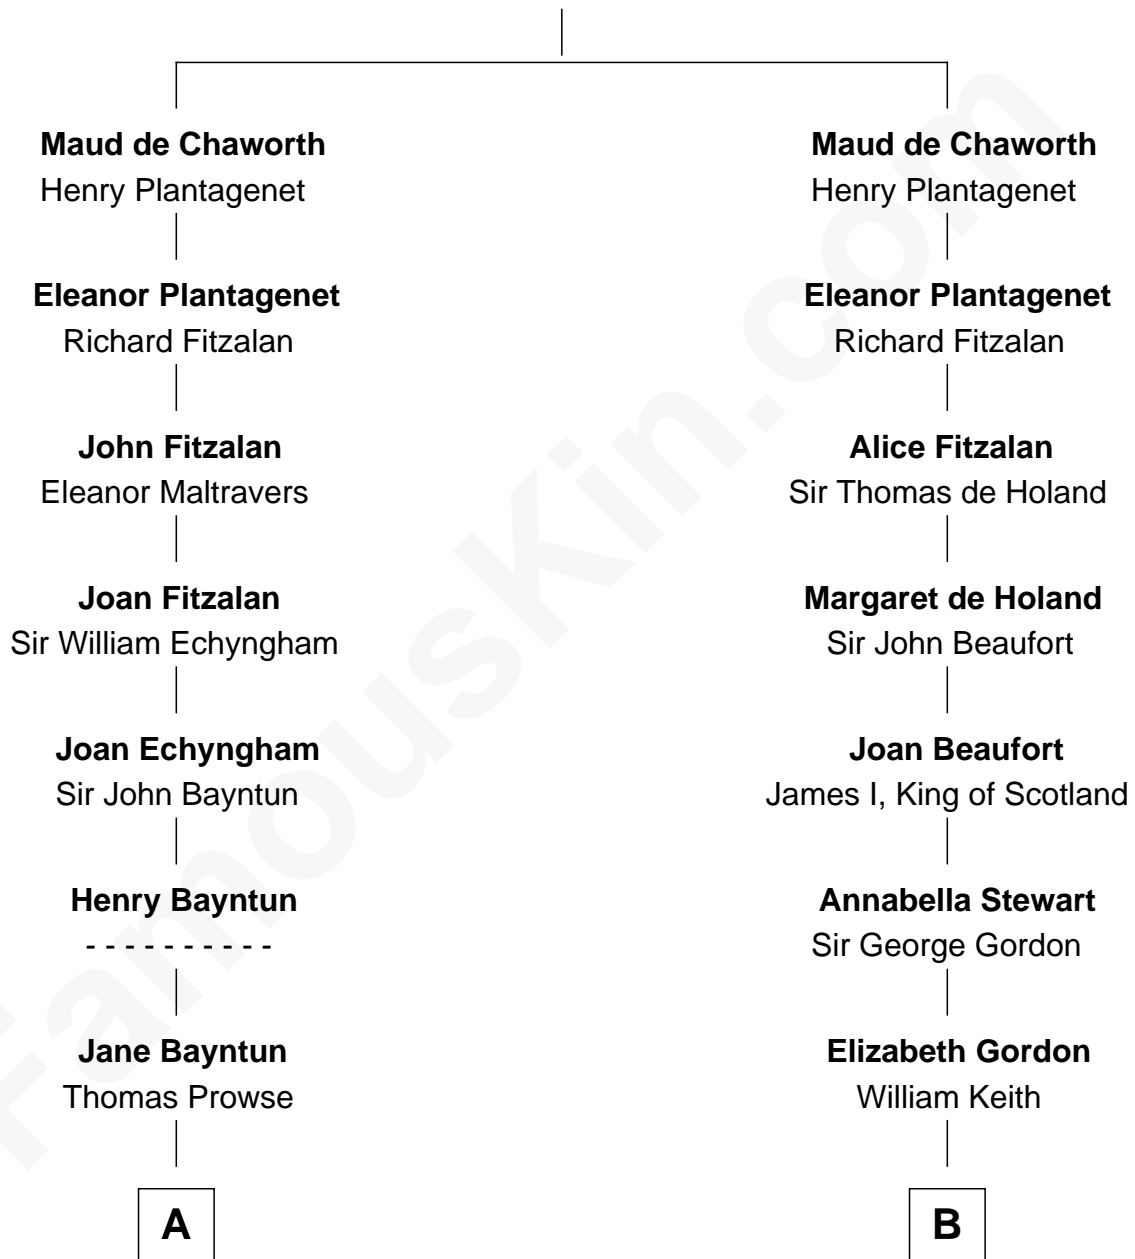 Maud de Chaworth
Henry Plantagenet
Eleanor Plantagenet
Richard Fitzalan
John Fitzalan
Eleanor Maltravers
Joan Fitzalan
Sir William Echyngham
Joan Echyngham
Sir John Bayntun
Henry Bayntun
- - - - - - - - - -
Jane Bayntun
Thomas Prowse
A
Maud de Chaworth
Henry Plantagenet
Eleanor Plantagenet
Richard Fitzalan
Alice Fitzalan
Sir Thomas de Holand
Margaret de Holand
Sir John Beaufort
Joan Beaufort
James I, King of Scotland
Annabella Stewart
Sir George Gordon
Elizabeth Gordon
William Keith
B
FamousKin.com